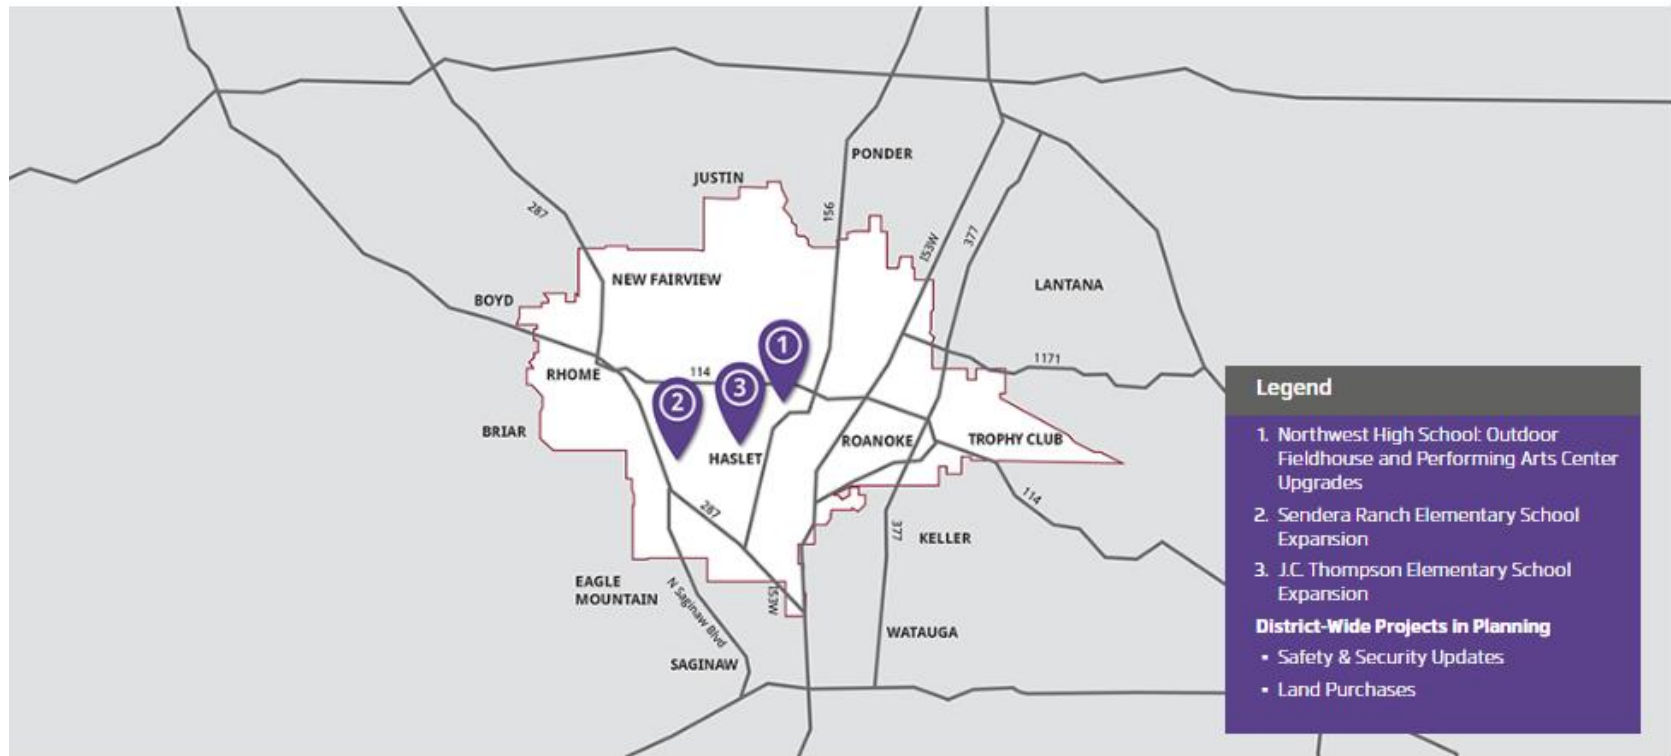 PONDER
JUSTIN
156
287
I53W
377
NEW FAIRVIEW
LANTANA
BOYD
1
1171
RHOME
114
3
2
BRIAR
ROANOKE
TROPHY CLUB
HASLET
114
287
377
KELLER
EAGLE
MOUNTAIN
N Saginaw Blvd
I53W
WATAUGA
SAGINAW
Legend
1. Northwest High School: Outdoor
Fieldhouse and Performing Arts Center
Upgrades
2. Sendera Ranch Elementary School
Expansion
3. J.C. Thompson Elementary School
Expansion
District-Wide Projects in Planning
▪ Safety & Security Updates
▪ Land Purchases